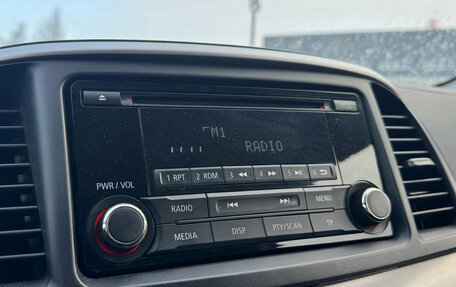 FM1
RADIO
1 RPT 2 RDM 3 4 5 6
PWR / VOL
RADIO MENU
MEDIA DISP PTY/SCAN TP